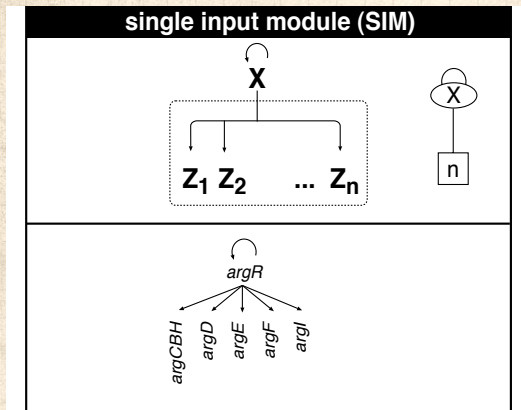 single input module (SIM)
X
Z1 Z2 ... Zn
X
n
argR
argCBH
argD
argE
argF
argI